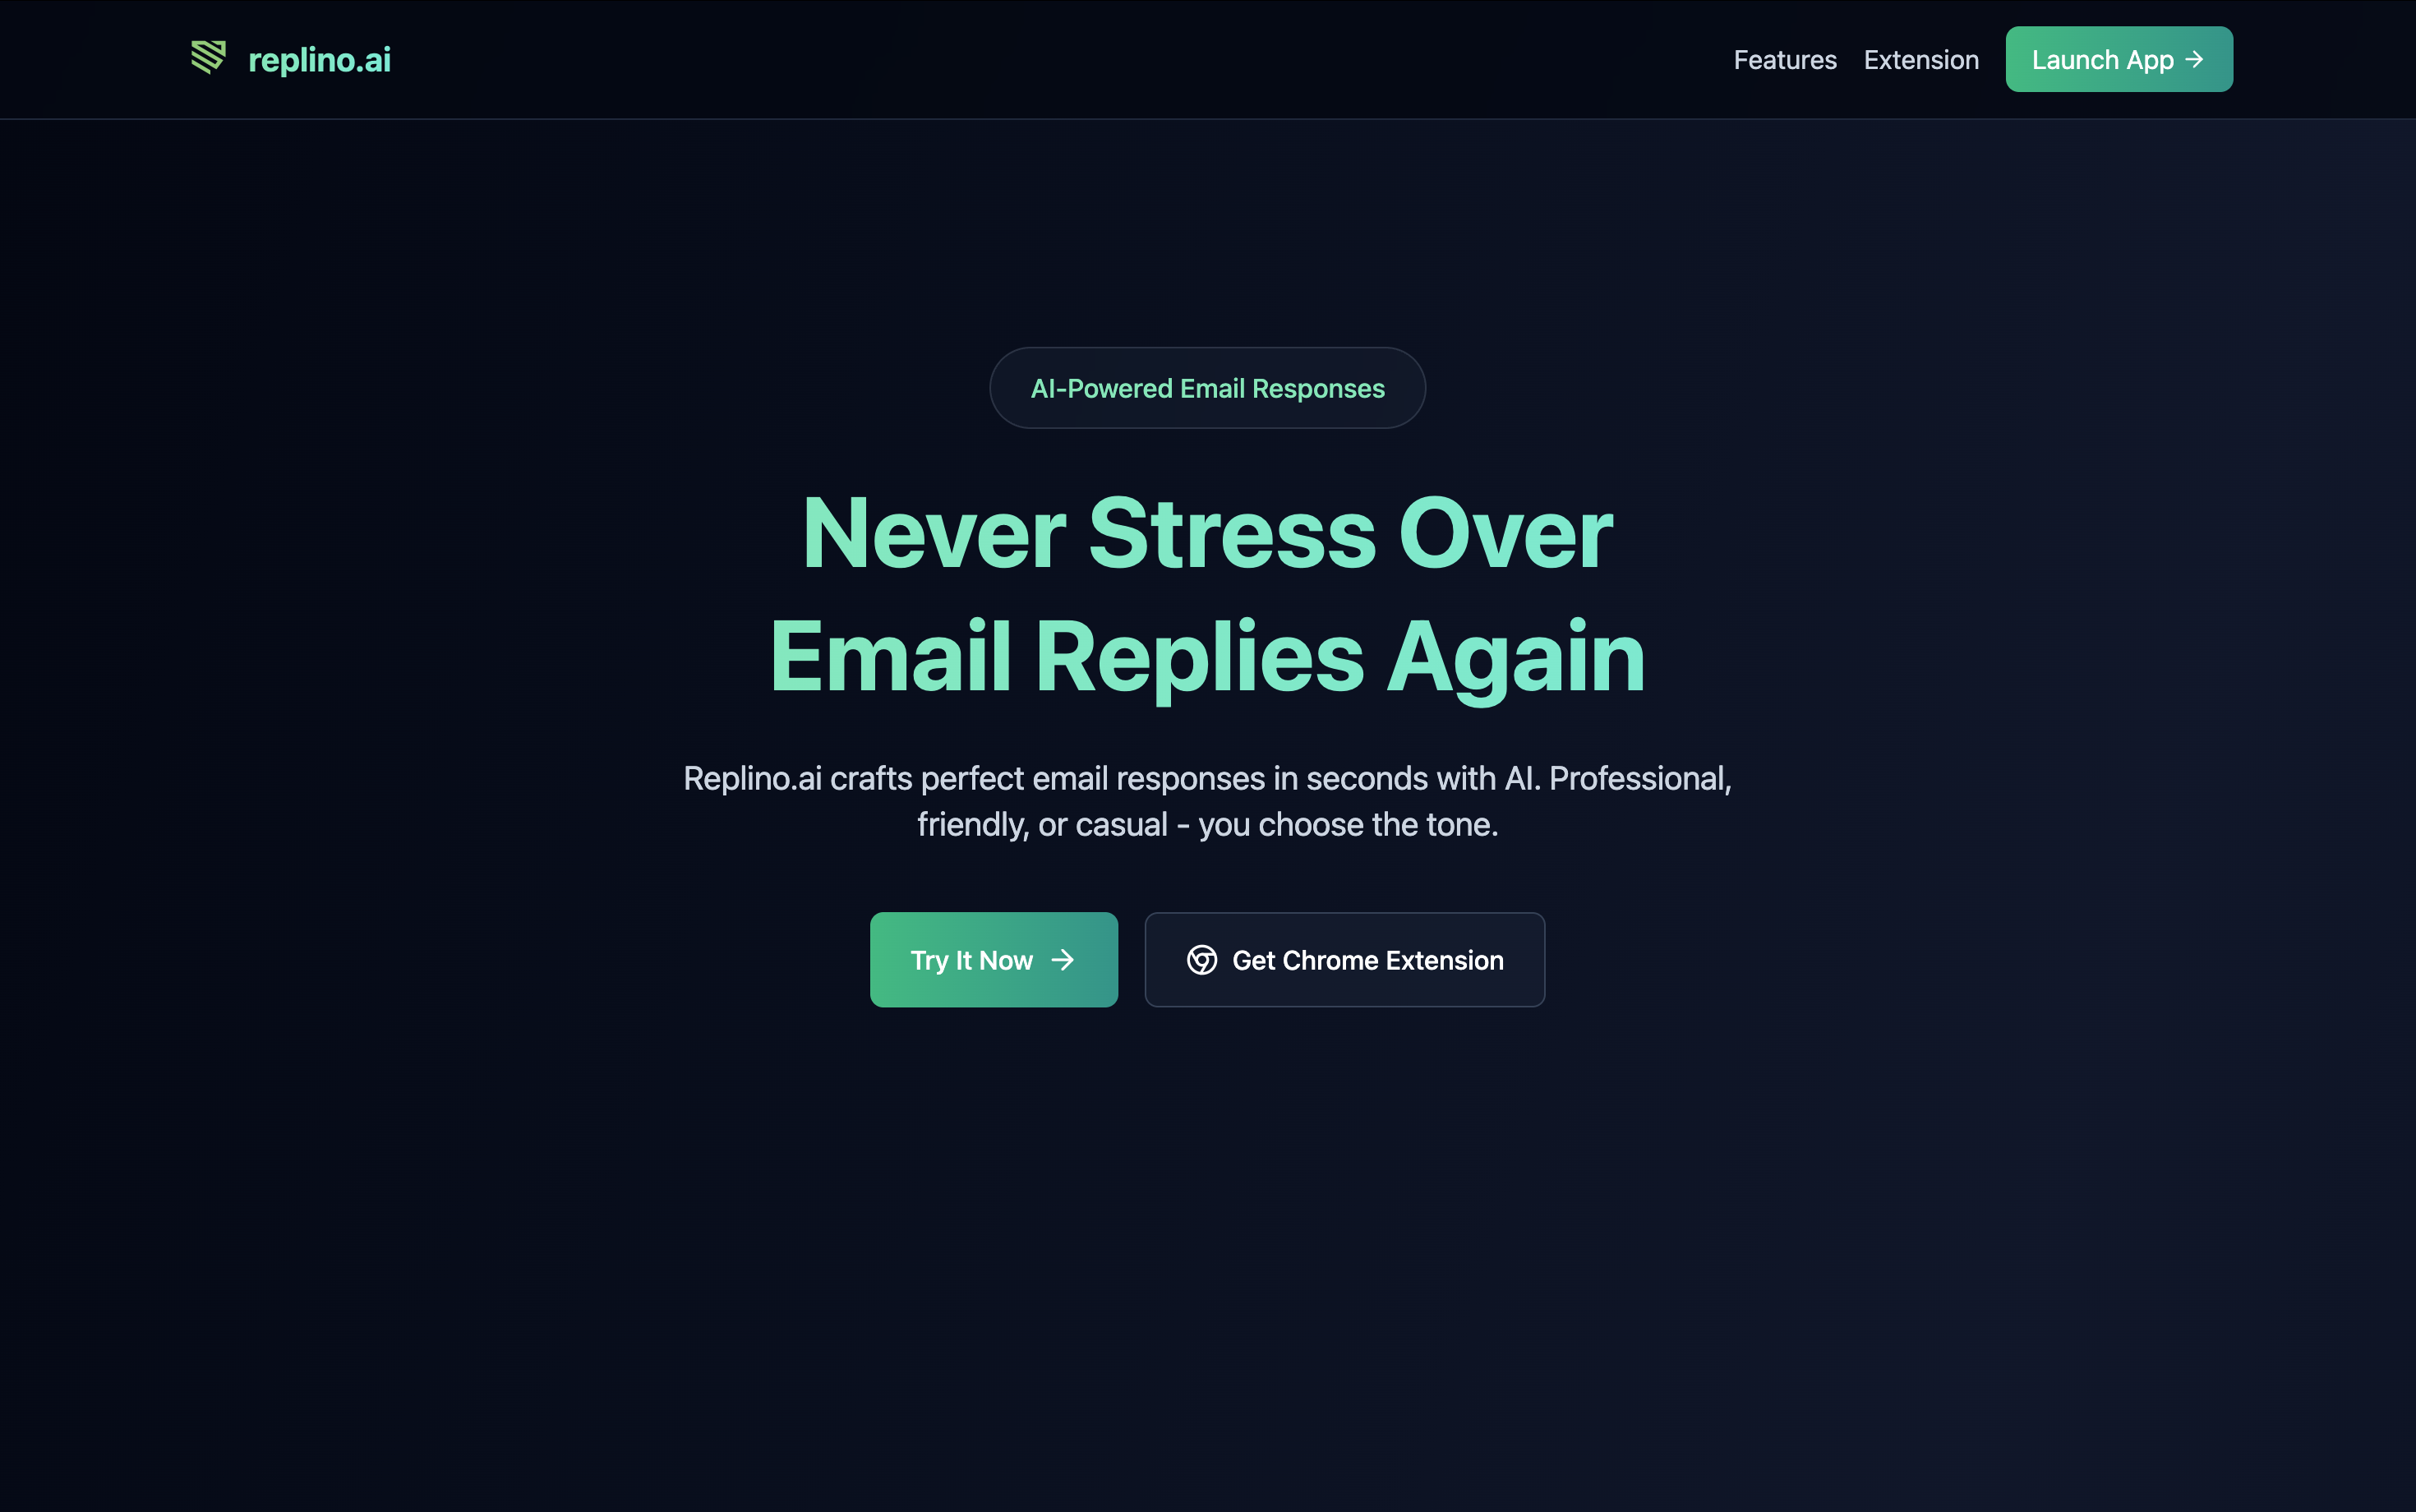 replino.ai
Features
Extension
Launch App
AI-Powered Email Responses
Never Stress Over
Email Replies Again
Replino.ai crafts perfect email responses in seconds with AI. Professional,
friendly, or casual - you choose the tone.
Try It Now
Get Chrome Extension